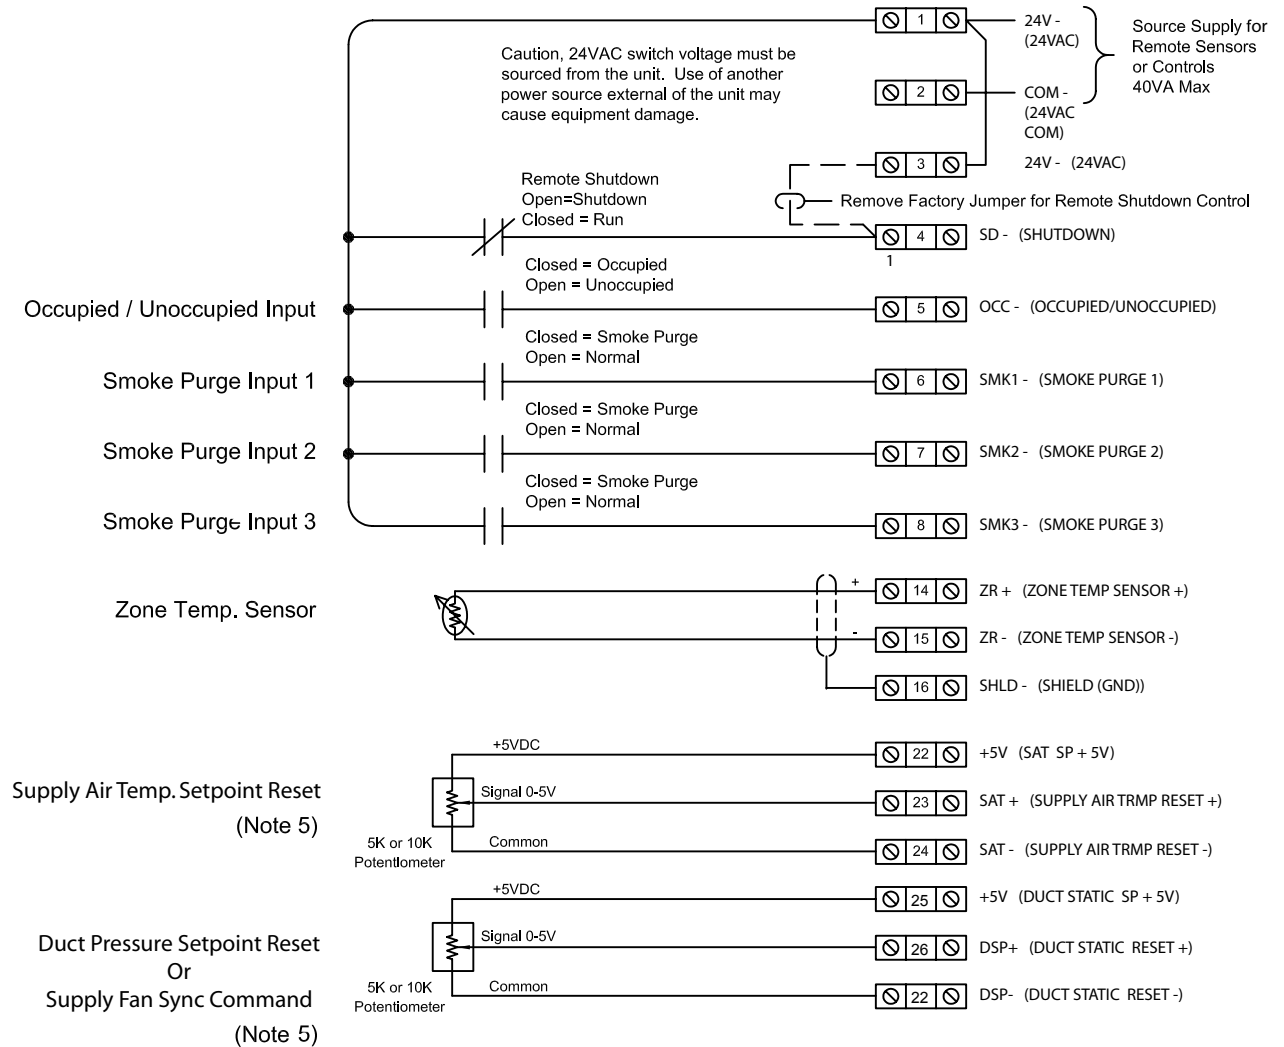 1
24V -
(24VAC)
Source Supply for
Remote Sensors
or Controls
40VA Max
Caution, 24VAC switch voltage must be
sourced from the unit. Use of another
power source external of the unit may
cause equipment damage.
2
COM -
(24VAC
COM)
3
24V - (24VAC)
Remote Shutdown
Open=Shutdown
Closed = Run
Remove Factory Jumper for Remote Shutdown Control
4
SD - (SHUTDOWN)
1
Closed = Occupied
Open = Unoccupied
Occupied / Unoccupied Input
5
OCC - (OCCUPIED/UNOCCUPIED)
Closed = Smoke Purge
Open = Normal
Smoke Purge Input 1
6
SMK1 - (SMOKE PURGE 1)
Closed = Smoke Purge
Open = Normal
Smoke Purge Input 2
7
SMK2 - (SMOKE PURGE 2)
Closed = Smoke Purge
Open = Normal
Smoke Purge Input 3
8
SMK3 - (SMOKE PURGE 3)
Zone Temp. Sensor
+
14
ZR + (ZONE TEMP SENSOR +)
-
15
ZR - (ZONE TEMP SENSOR -)
16
SHLD - (SHIELD (GND))
Supply Air Temp. Setpoint Reset
(Note 5)
+5VDC
22
+5V (SAT SP + 5V)
Signal 0-5V
23
SAT + (SUPPLY AIR TRMP RESET +)
5K or 10K
Potentiometer
Common
24
SAT - (SUPPLY AIR TRMP RESET -)
Duct Pressure Setpoint Reset
Or
Supply Fan Sync Command
(Note 5)
+5VDC
25
+5V (DUCT STATIC SP + 5V)
Signal 0-5V
26
DSP+ (DUCT STATIC RESET +)
5K or 10K
Potentiometer
Common
22
DSP- (DUCT STATIC RESET -)